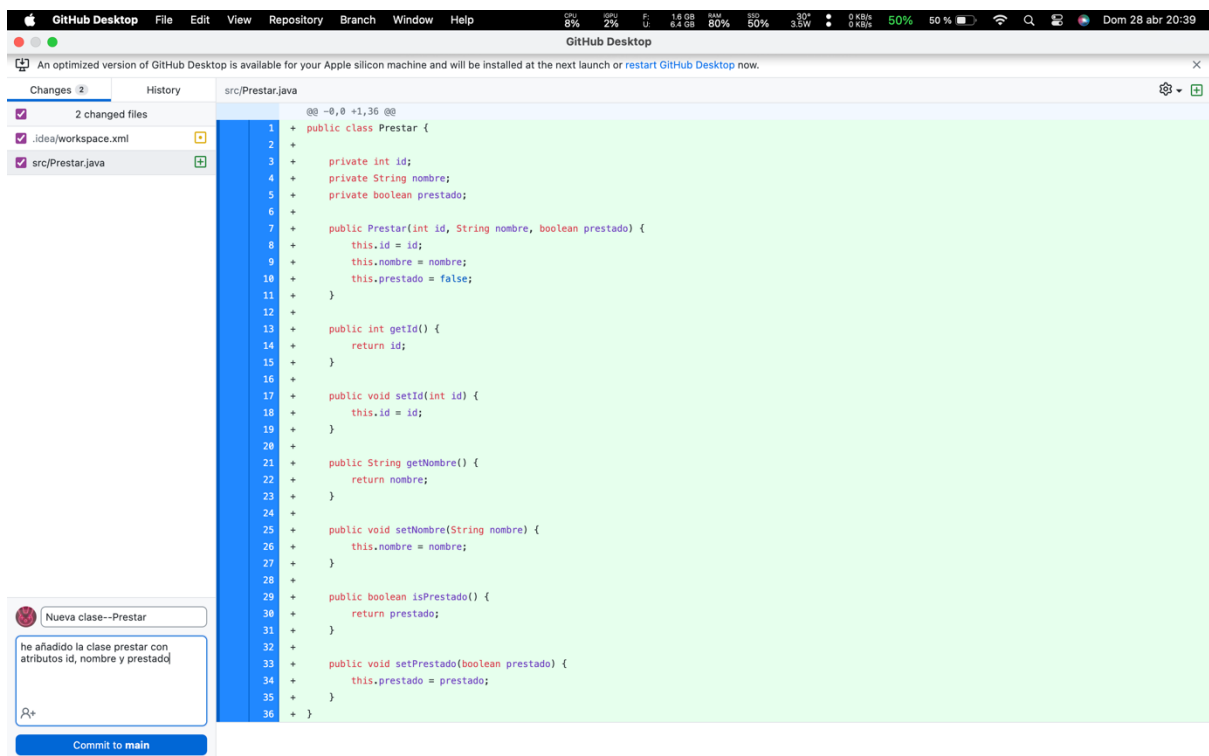 GitHub Desktop File Edit View Repository Branch Window Help CPU 8% iGPU 2% F: U: 1.6 GB 6.4 GB RAM 80% SSD 50% 30° 3.5W 0 KB/s 0 KB/s 50% 50 % Dom 28 abr 20:39
GitHub Desktop
An optimized version of GitHub Desktop is available for your Apple silicon machine and will be installed at the next launch or restart GitHub Desktop now.
Changes 2 History src/Prestar.java
2 changed files
.idea/workspace.xml
src/Prestar.java
@@ -0,0 +1,36 @@
1 + public class Prestar {
2 +
3 + private int id;
4 + private String nombre;
5 + private boolean prestado;
6 +
7 + public Prestar(int id, String nombre, boolean prestado) {
8 + this.id = id;
9 + this.nombre = nombre;
10 + this.prestado = false;
11 + }
12 +
13 + public int getId() {
14 + return id;
15 + }
16 +
17 + public void setId(int id) {
18 + this.id = id;
19 + }
20 +
21 + public String getNombre() {
22 + return nombre;
23 + }
24 +
25 + public void setNombre(String nombre) {
26 + this.nombre = nombre;
27 + }
28 +
29 + public boolean isPrestado() {
30 + return prestado;
31 + }
32 +
33 + public void setPrestado(boolean prestado) {
34 + this.prestado = prestado;
35 + }
36 + }
Nueva clase--Prestar
he añadido la clase prestar con
atributos id, nombre y prestado
Commit to main